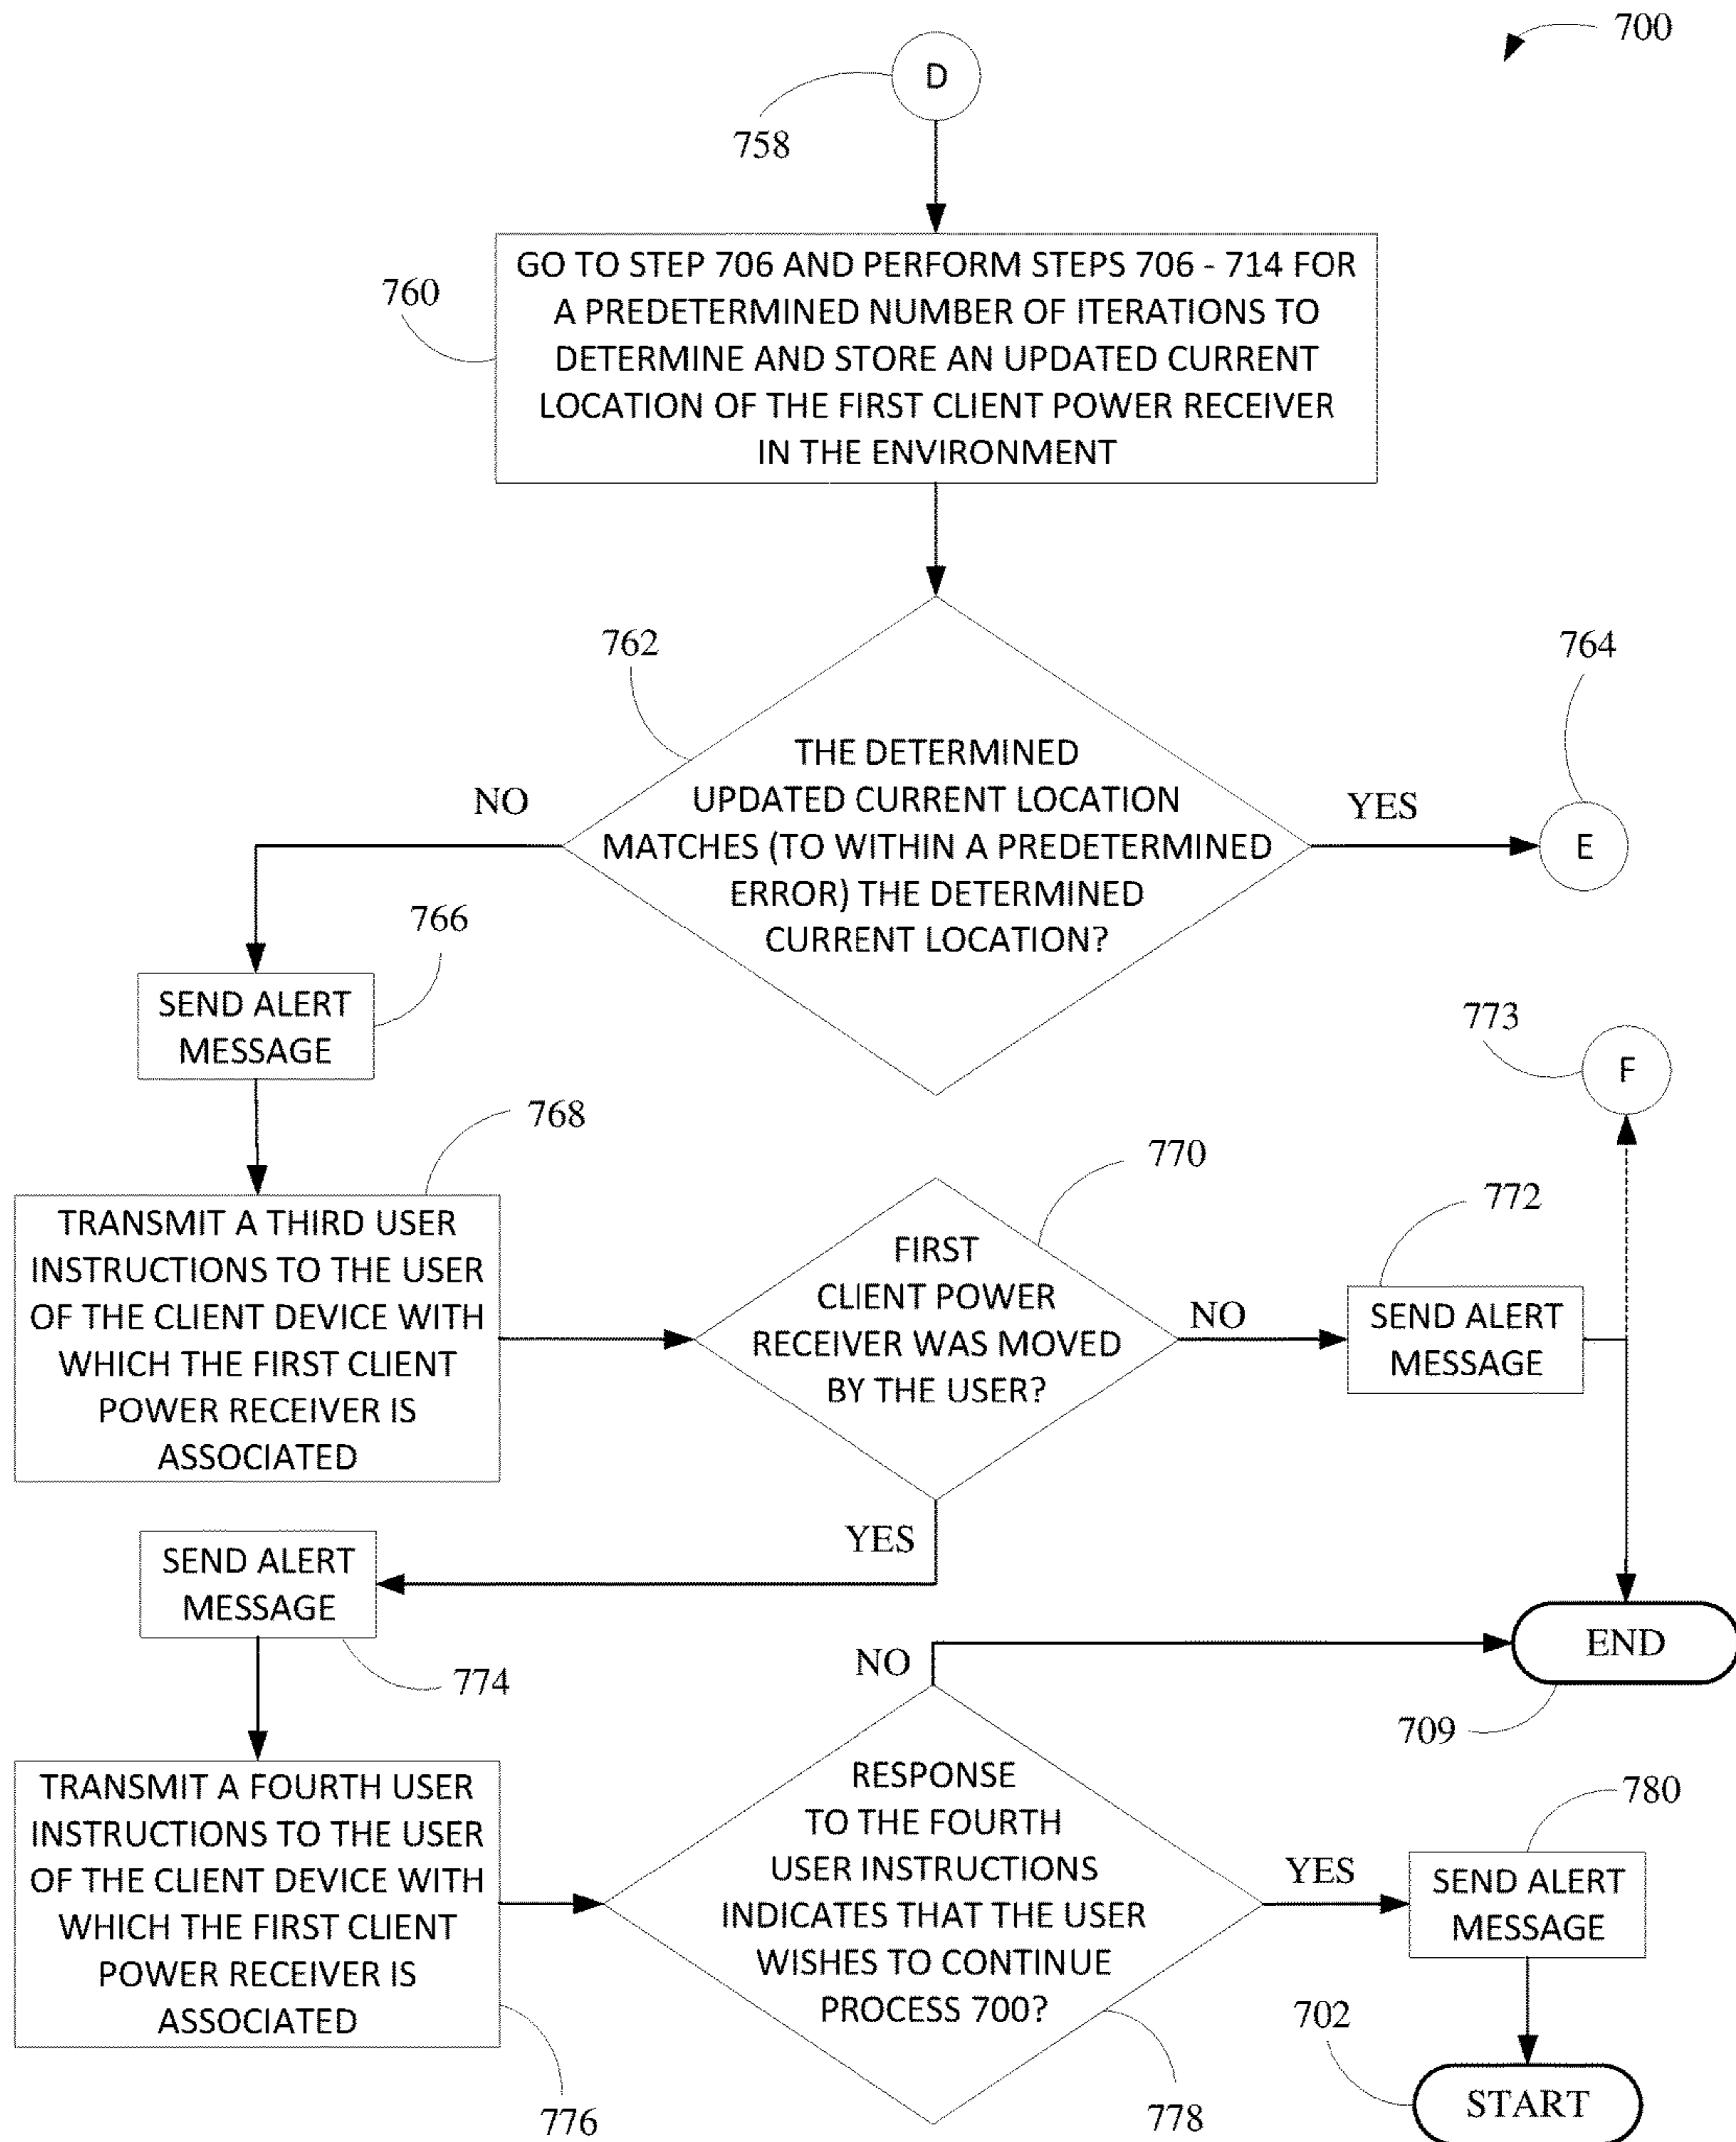 700
D
758
760
GO TO STEP 706 AND PERFORM STEPS 706 - 714 FOR
A PREDETERMINED NUMBER OF ITERATIONS TO
DETERMINE AND STORE AN UPDATED CURRENT
LOCATION OF THE FIRST CLIENT POWER RECEIVER
IN THE ENVIRONMENT
762
THE DETERMINED
UPDATED CURRENT LOCATION
MATCHES (TO WITHIN A PREDETERMINED
ERROR) THE DETERMINED
CURRENT LOCATION?
NO
YES
764
E
766
SEND ALERT
MESSAGE
768
TRANSMIT A THIRD USER
INSTRUCTIONS TO THE USER
OF THE CLIENT DEVICE WITH
WHICH THE FIRST CLIENT
POWER RECEIVER IS
ASSOCIATED
770
FIRST
CLIENT POWER
RECEIVER WAS MOVED
BY THE USER?
NO
772
SEND ALERT
MESSAGE
773
F
YES
SEND ALERT
MESSAGE
774
END
709
TRANSMIT A FOURTH USER
INSTRUCTIONS TO THE USER
OF THE CLIENT DEVICE WITH
WHICH THE FIRST CLIENT
POWER RECEIVER IS
ASSOCIATED
776
NO
RESPONSE
TO THE FOURTH
USER INSTRUCTIONS
INDICATES THAT THE USER
WISHES TO CONTINUE
PROCESS 700?
778
YES
780
SEND ALERT
MESSAGE
702
START